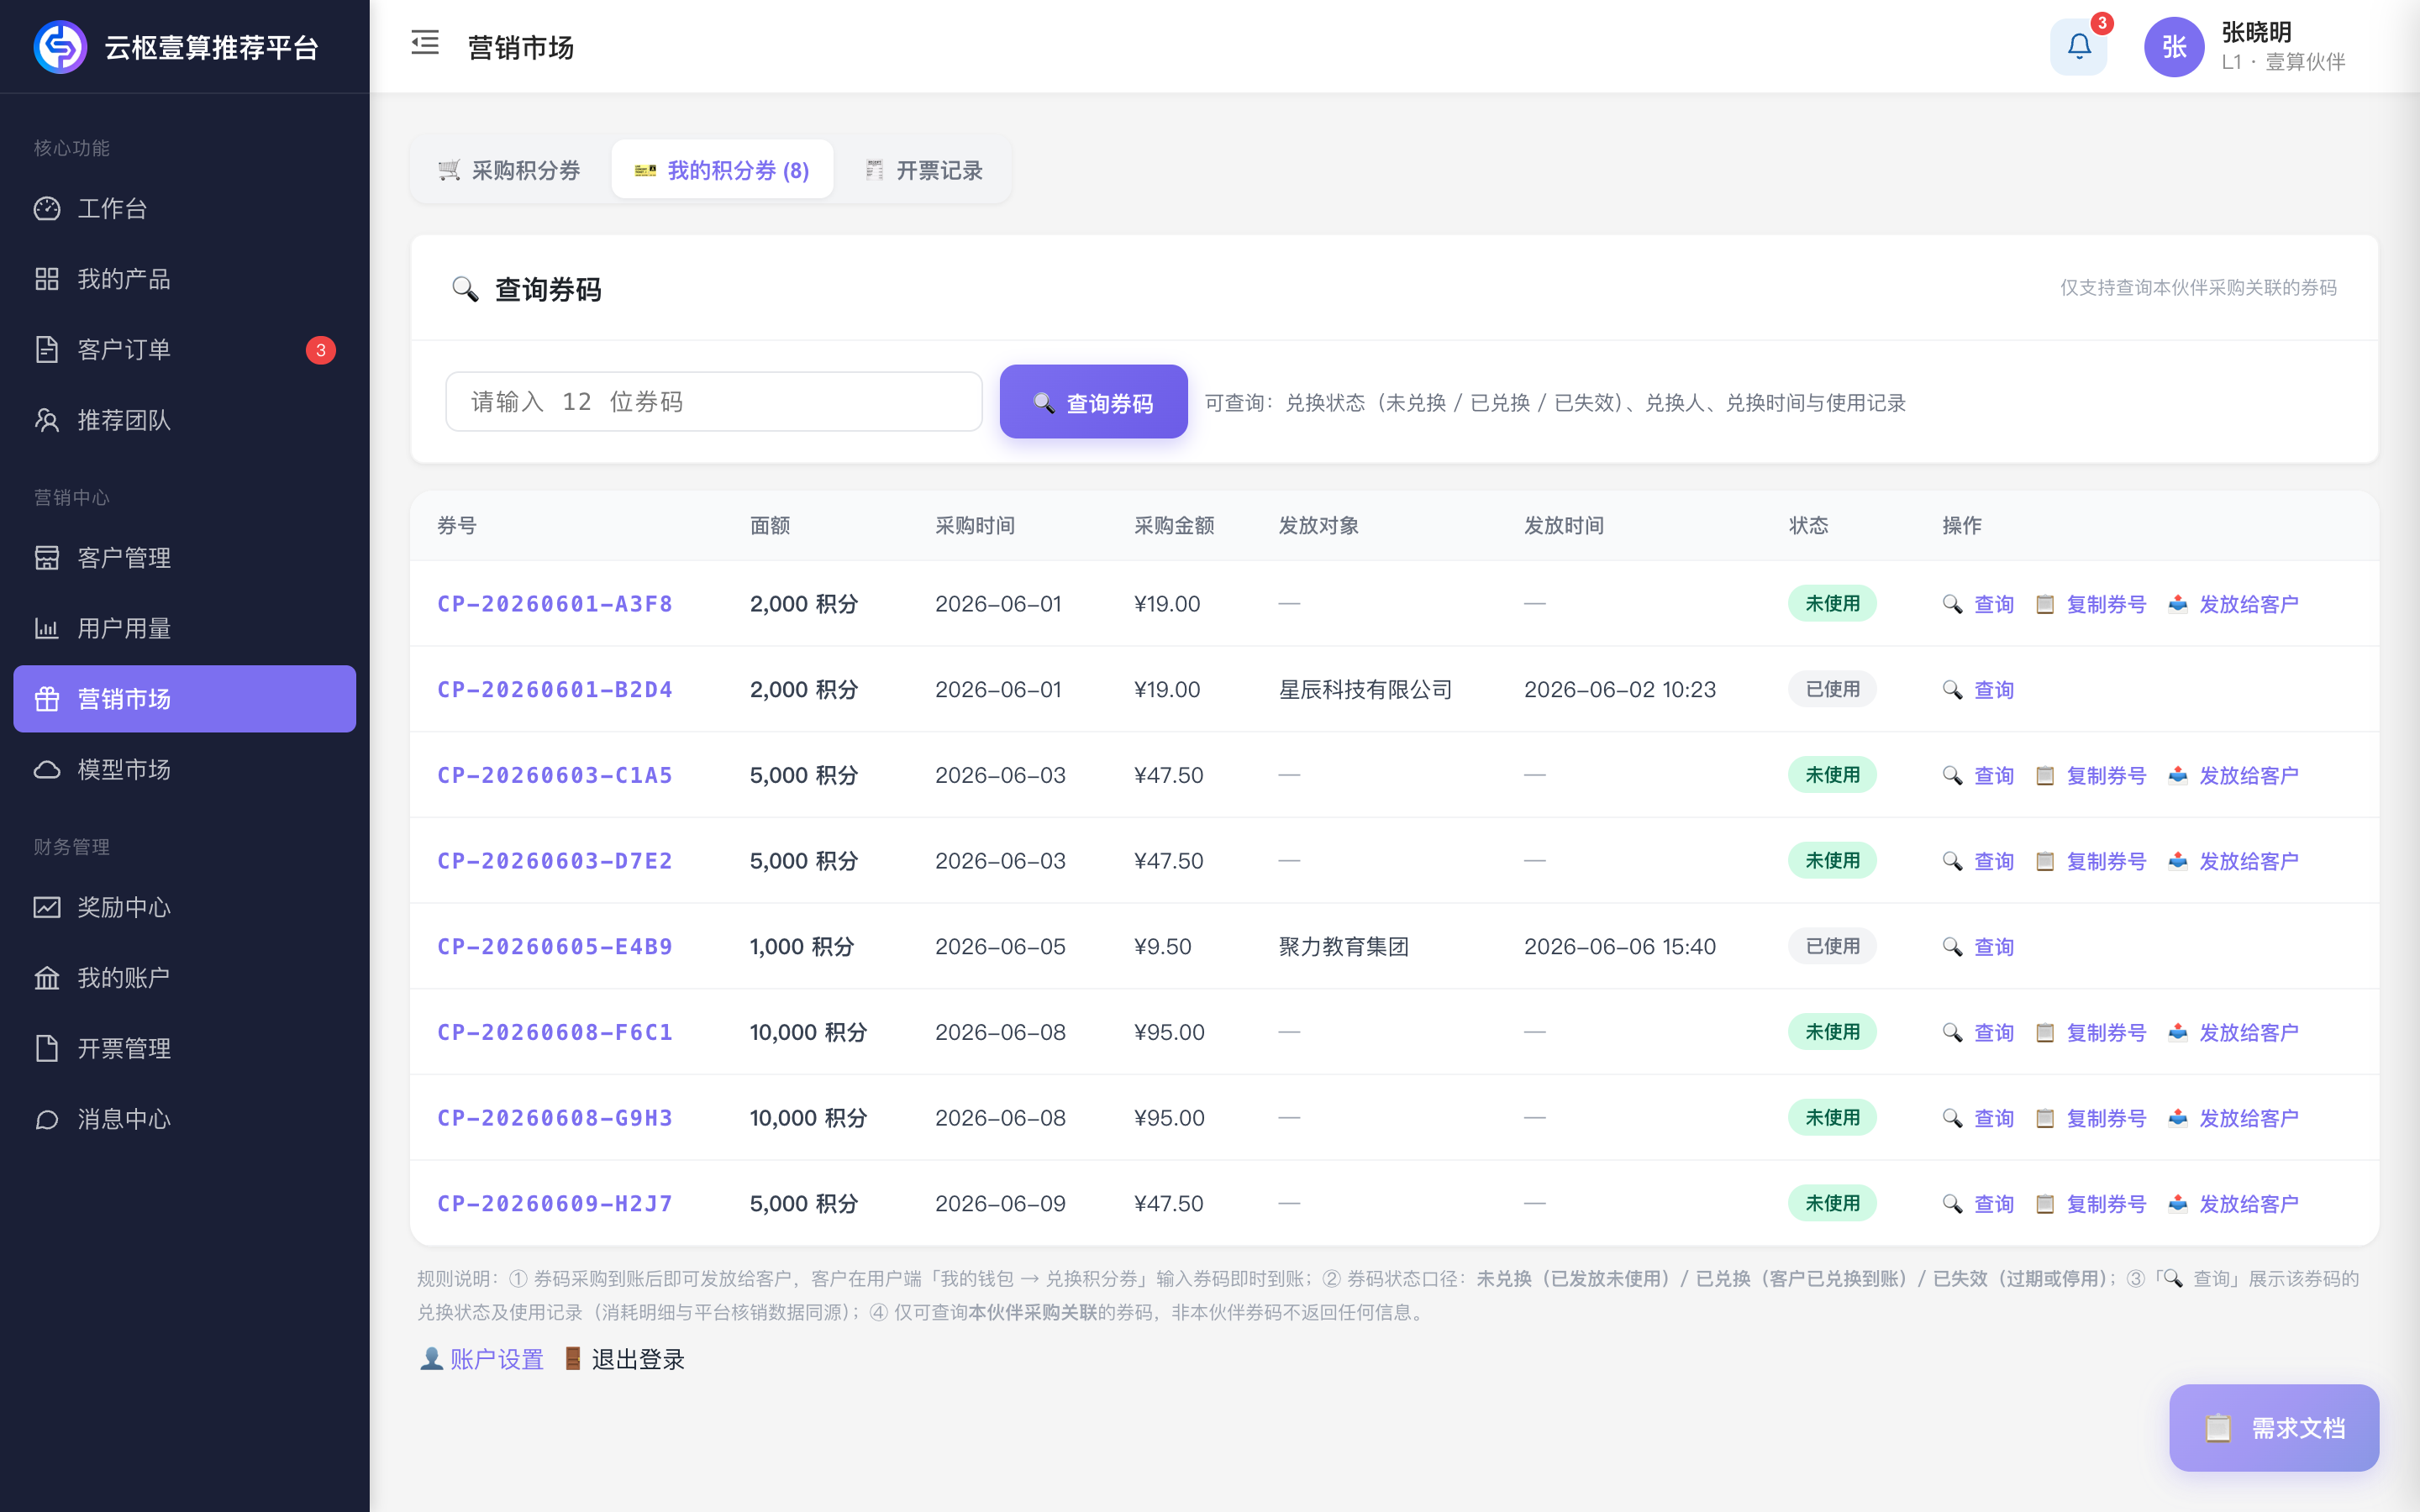 云枢壹算推荐平台
核心功能
工作台
我的产品
客户订单 3
推荐团队
营销中心
客户管理
用户用量
营销市场
模型市场
财务管理
奖励中心
我的账户
开票管理
消息中心
营销市场
3
张 张晓明
L1 · 壹算伙伴
采购积分券 我的积分券 (8) 开票记录
查询券码 仅支持查询本伙伴采购关联的券码
请输入 12 位券码 查询券码 可查询：兑换状态（未兑换 / 已兑换 / 已失效）、兑换人、兑换时间与使用记录
券号 面额 采购时间 采购金额 发放对象 发放时间 状态 操作
CP-20260601-A3F8 2,000 积分 2026-06-01 ¥19.00 — — 未使用 查询 复制券号 发放给客户
CP-20260601-B2D4 2,000 积分 2026-06-01 ¥19.00 星辰科技有限公司 2026-06-02 10:23 已使用 查询
CP-20260603-C1A5 5,000 积分 2026-06-03 ¥47.50 — — 未使用 查询 复制券号 发放给客户
CP-20260603-D7E2 5,000 积分 2026-06-03 ¥47.50 — — 未使用 查询 复制券号 发放给客户
CP-20260605-E4B9 1,000 积分 2026-06-05 ¥9.50 聚力教育集团 2026-06-06 15:40 已使用 查询
CP-20260608-F6C1 10,000 积分 2026-06-08 ¥95.00 — — 未使用 查询 复制券号 发放给客户
CP-20260608-G9H3 10,000 积分 2026-06-08 ¥95.00 — — 未使用 查询 复制券号 发放给客户
CP-20260609-H2J7 5,000 积分 2026-06-09 ¥47.50 — — 未使用 查询 复制券号 发放给客户
规则说明：① 券码采购到账后即可发放给客户，客户在用户端「我的钱包 → 兑换积分券」输入券码即时到账；② 券码状态口径：未兑换（已发放未使用）/ 已兑换（客户已兑换到账）/ 已失效（过期或停用）；③「🔍 查询」展示该券码的
兑换状态及使用记录（消耗明细与平台核销数据同源）；④ 仅可查询本伙伴采购关联的券码，非本伙伴券码不返回任何信息。
账户设置 退出登录
需求文档